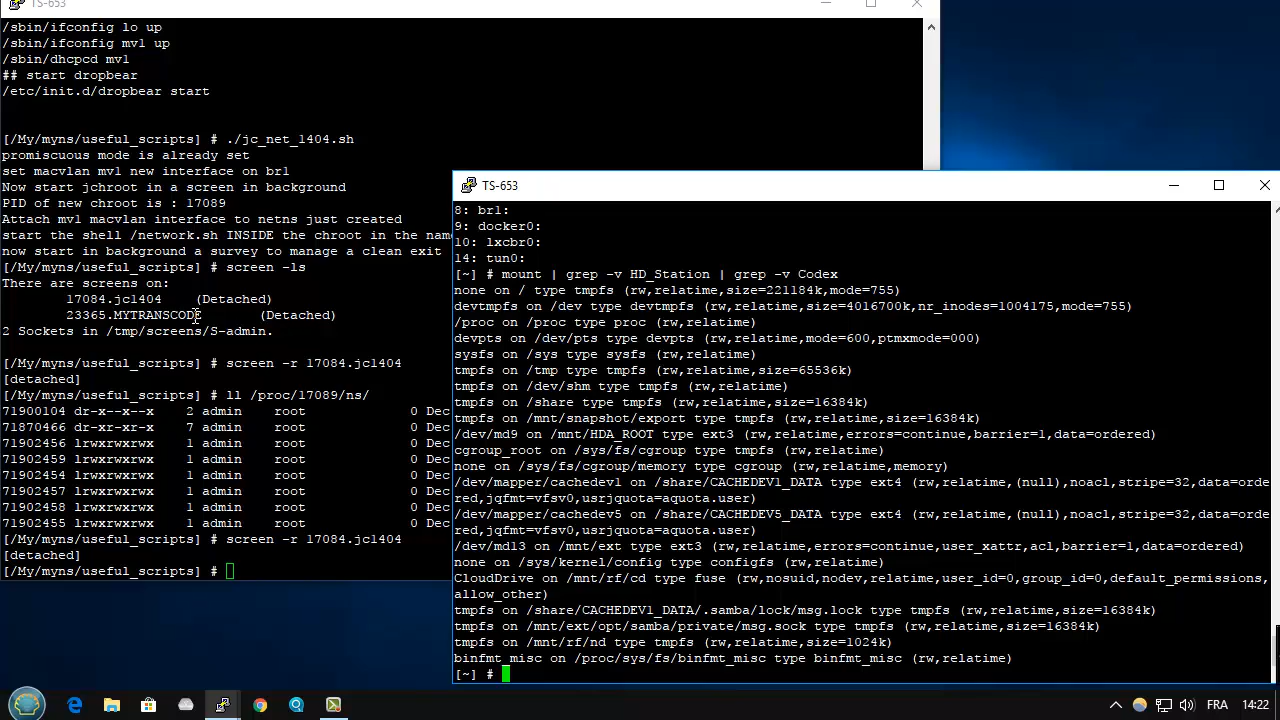 TS-653
/sbin/ifconfig lo up
/sbin/ifconfig mv1 up
/sbin/dhcpcd mv1
## start dropbear
/etc/init.d/dropbear start
[/My/myns/useful_scripts] # ./jc_net_1404.sh
promiscuous mode is already set
set macvlan mv1 new interface on br1
Now start jchroot in a screen in background
PID of new chroot is : 17089
Attach mv1 macvlan interface to netns just created
start the shell /network.sh INSIDE the chroot in the name
now start in background a survey to manage a clean exit
[/My/myns/useful_scripts] # screen -ls
There are screens on:
17084.jc1404 (Detached)
23365.MYTRANSCODE (Detached)
2 Sockets in /tmp/screens/S-admin.
[/My/myns/useful_scripts] # screen -r 17084.jc1404
[detached]
[/My/myns/useful_scripts] # ll /proc/17089/ns/
71900104 dr-x--x--x 2 admin root 0 Dec
71870466 dr-xr-xr-x 7 admin root 0 Dec
71902456 lrwxrwxrwx 1 admin root 0 Dec
71902459 lrwxrwxrwx 1 admin root 0 Dec
71902454 lrwxrwxrwx 1 admin root 0 Dec
71902457 lrwxrwxrwx 1 admin root 0 Dec
71902458 lrwxrwxrwx 1 admin root 0 Dec
71902455 lrwxrwxrwx 1 admin root 0 Dec
[/My/myns/useful_scripts] # screen -r 17084.jc1404
[detached]
[/My/myns/useful_scripts] #
TS-653
8: br1:
9: docker0:
10: lxcbr0:
14: tun0:
[~] # mount | grep -v HD_Station | grep -v Codex
none on / type tmpfs (rw,relatime,size=221184k,mode=755)
devtmpfs on /dev type devtmpfs (rw,relatime,size=4016700k,nr_inodes=1004175,mode=755)
/proc on /proc type proc (rw,relatime)
devpts on /dev/pts type devpts (rw,relatime,mode=600,ptmxmode=000)
sysfs on /sys type sysfs (rw,relatime)
tmpfs on /tmp type tmpfs (rw,relatime,size=65536k)
tmpfs on /dev/shm type tmpfs (rw,relatime)
tmpfs on /share type tmpfs (rw,relatime,size=16384k)
tmpfs on /mnt/snapshot/export type tmpfs (rw,relatime,size=16384k)
/dev/md9 on /mnt/HDA_ROOT type ext3 (rw,relatime,errors=continue,barrier=1,data=ordered)
cgroup_root on /sys/fs/cgroup type tmpfs (rw,relatime)
none on /sys/fs/cgroup/memory type cgroup (rw,relatime,memory)
/dev/mapper/cachedev1 on /share/CACHEDEV1_DATA type ext4 (rw,relatime,(null),noacl,stripe=32,data=orde
red,jqfmt=vfsv0,usrjquota=aquota.user)
/dev/mapper/cachedev5 on /share/CACHEDEV5_DATA type ext4 (rw,relatime,(null),noacl,stripe=32,data=orde
red,jqfmt=vfsv0,usrjquota=aquota.user)
/dev/md13 on /mnt/ext type ext3 (rw,relatime,errors=continue,user_xattr,acl,barrier=1,data=ordered)
none on /sys/kernel/config type configfs (rw,relatime)
CloudDrive on /mnt/rf/cd type fuse (rw,nosuid,nodev,relatime,user_id=0,group_id=0,default_permissions,
allow_other)
tmpfs on /share/CACHEDEV1_DATA/.samba/lock/msg.lock type tmpfs (rw,relatime,size=16384k)
tmpfs on /mnt/ext/opt/samba/private/msg.sock type tmpfs (rw,relatime,size=16384k)
tmpfs on /mnt/rf/nd type tmpfs (rw,relatime,size=1024k)
binfmt_misc on /proc/sys/fs/binfmt_misc type binfmt_misc (rw,relatime)
[~] #
FRA 14:22